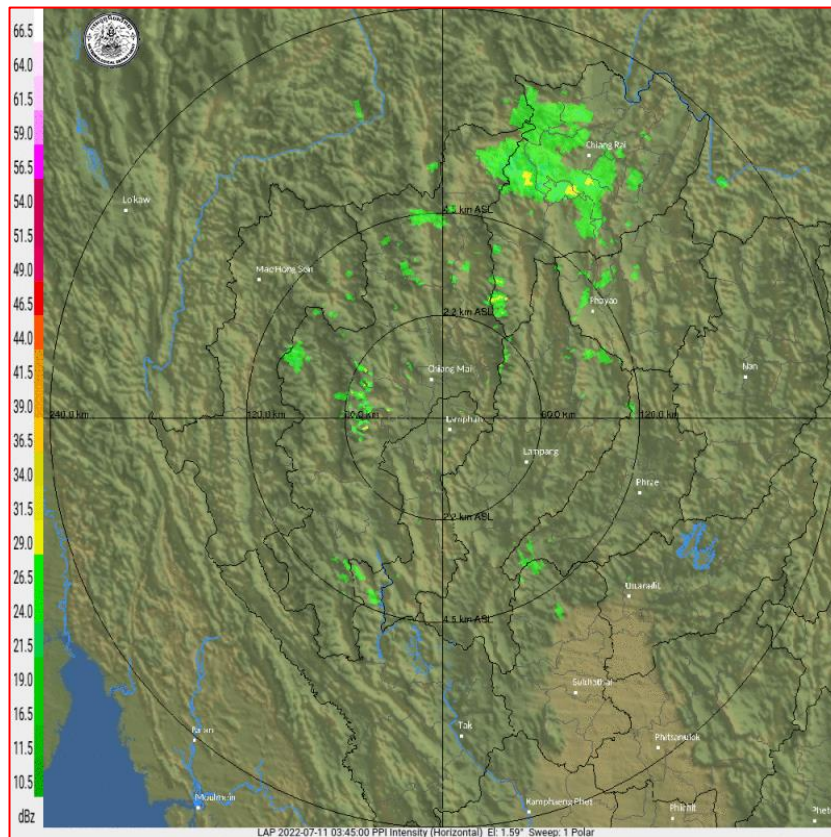 66.5
64.0
61.5
59.0
56.5
54.0
51.5
49.0
46.5
44.0
41.5
39.0
36.5
34.0
31.5
29.0
26.5
24.0
21.5
19.0
16.5
14.0
11.5
10.5
dBz
Chiang Rai
Loikaw
4.5 km ASL
Mae Hong Son
Phayao
2.2 km ASL
Chiang Mai
Nan
240.0 km
120.0 km
60.0 km
60.0 km
120.0 km
Lamphun
Lampang
Phrae
2.2 km ASL
Uttaradit
4.5 km ASL
Sukhothai
Tak
Pa'an
Phitsanulok
Moulmein
Kamphaeng Phet
Phichit
LAP 2022-07-11 03:45:00 PPI Intensity (Horizontal) El: 1.59° Sweep: 1 Polar